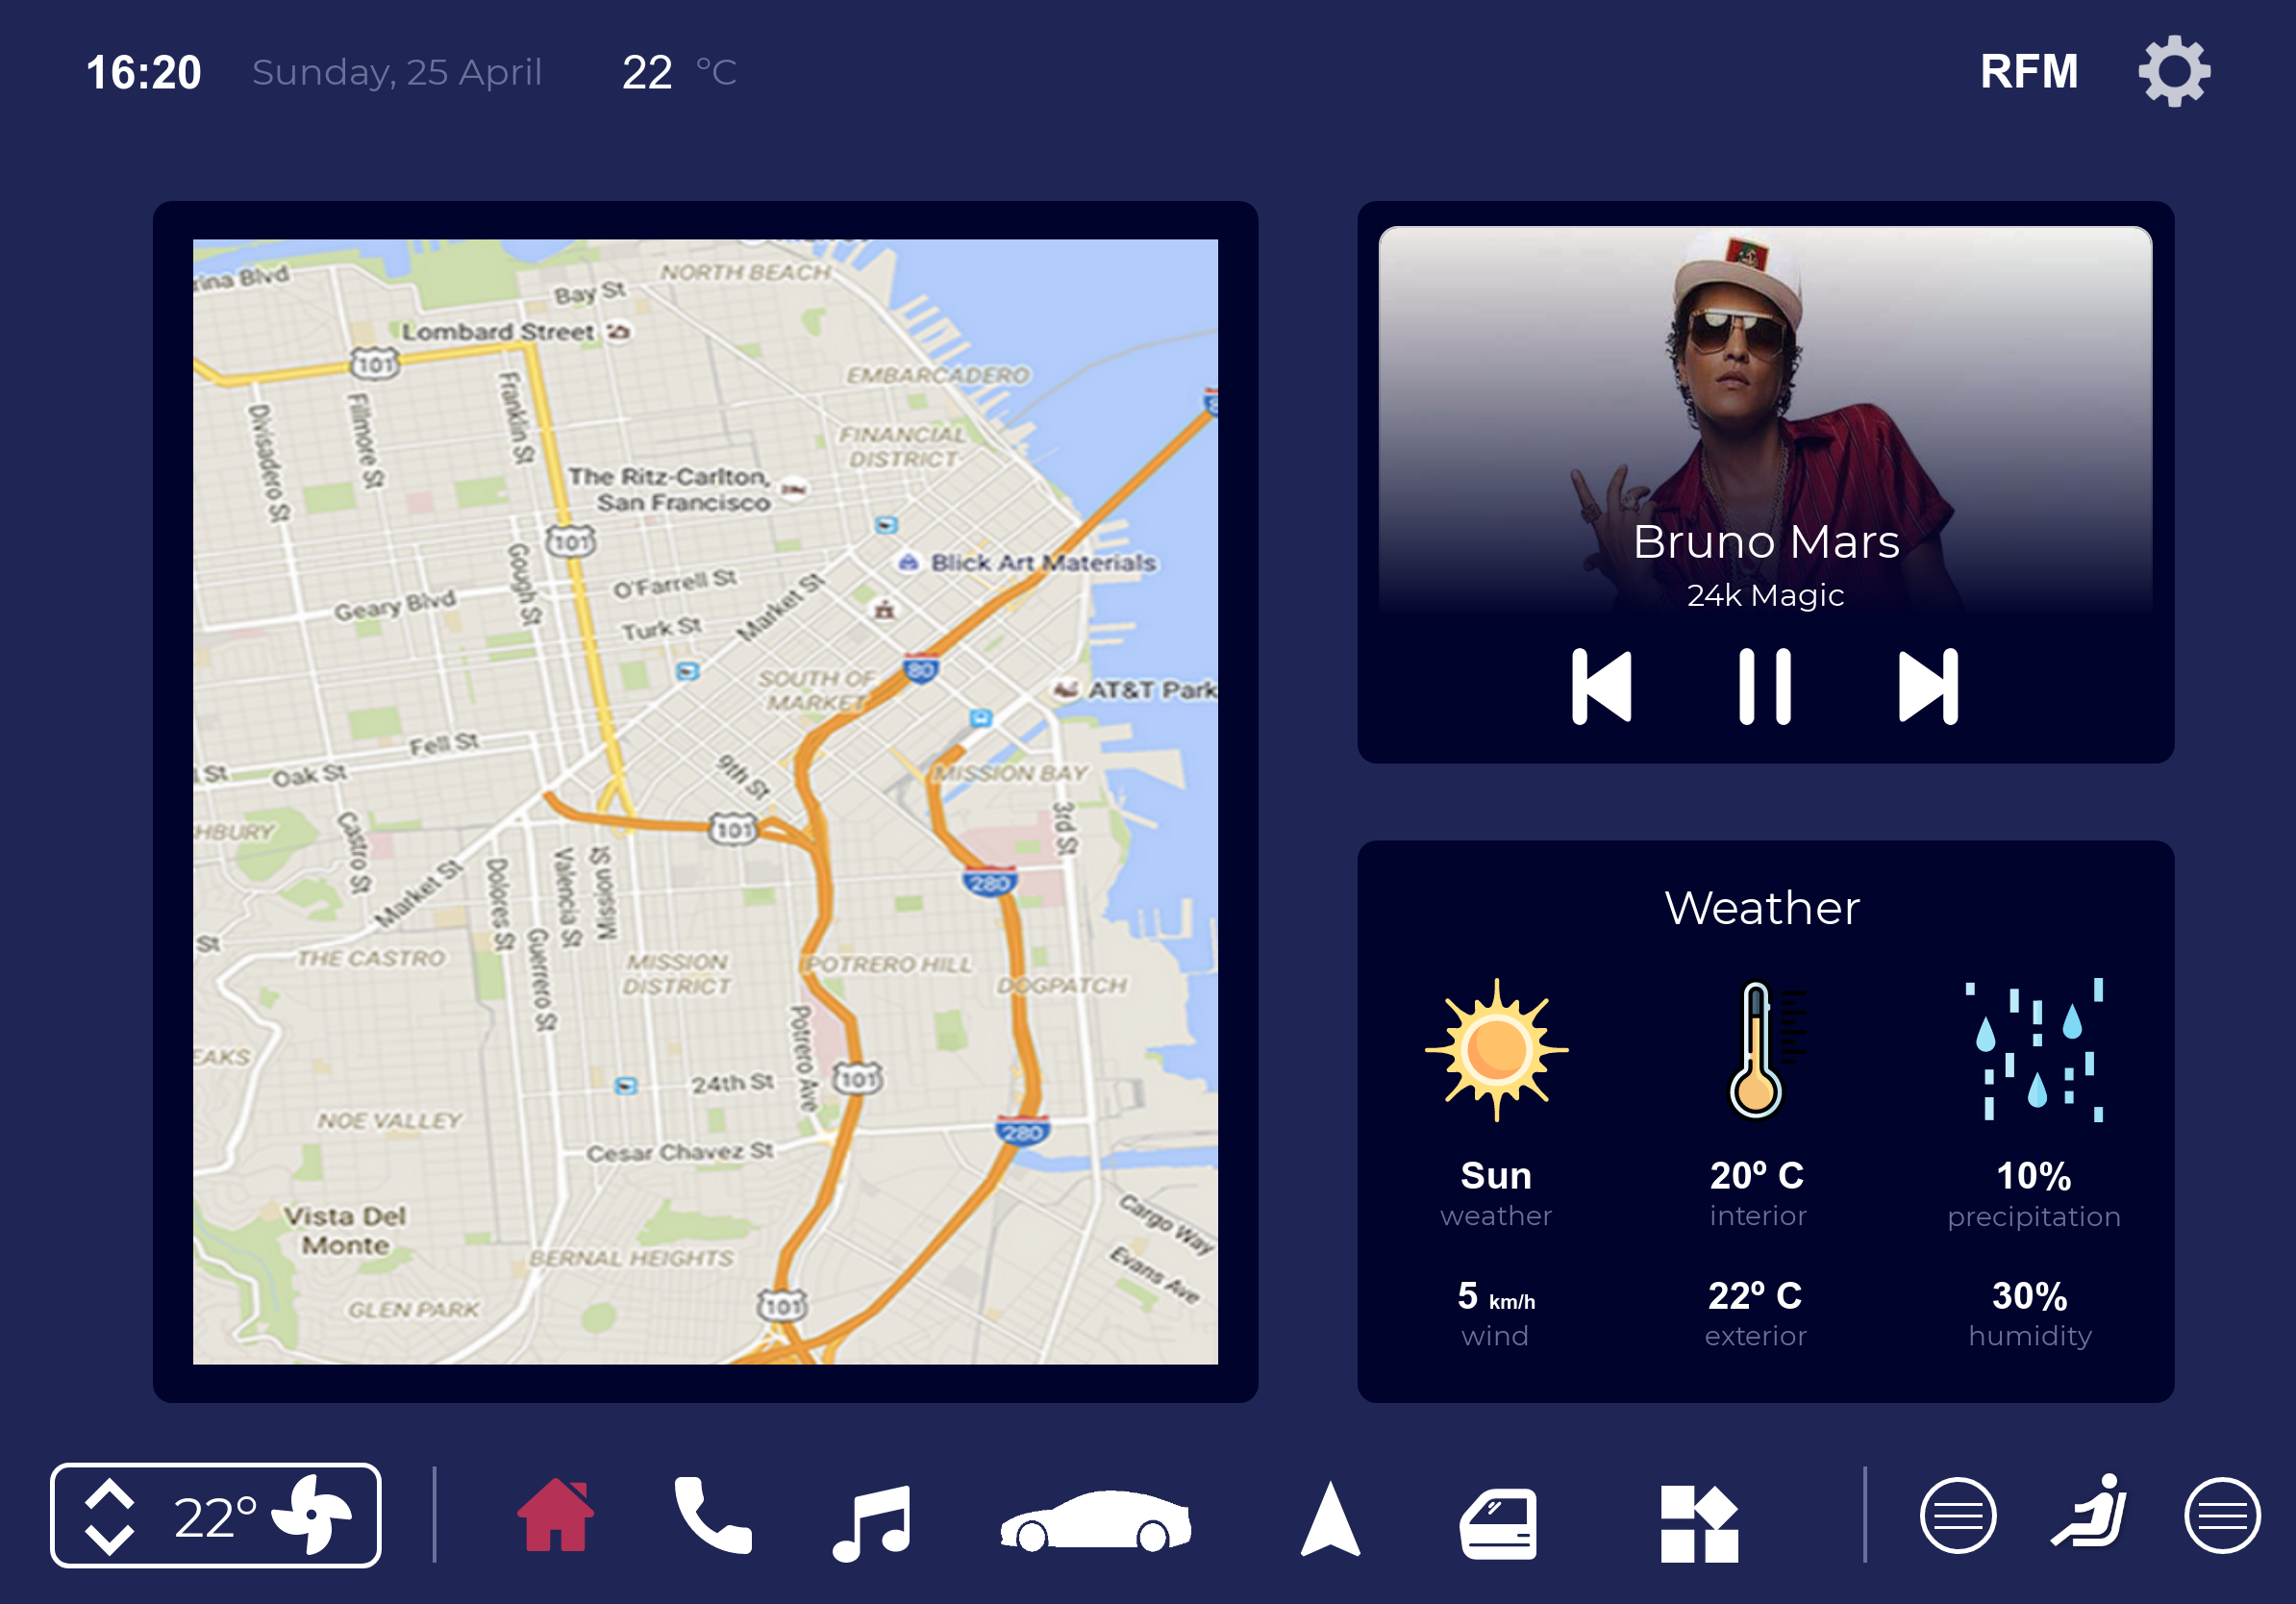 16:20 Sunday, 25 April 22 °C RFM
NORTH BEACH
rina Blvd
Bay St
Lombard Street
101
EMBARCADERO
Franklin St
Fillmore St
Divisadero St
FINANCIAL
DISTRICT
The Ritz-Carlton,
San Francisco
101
Gough St
Blick Art Materials
O'Farrell St
Market St
Geary Blvd
Turk St
80
SOUTH OF
MARKET
AT&T Park
Fell St
l St
Oak St
9th St
MISSION BAY
3rd St
HBURY
Castro St
101
280
Market St
Dolores St
Valencia St
Mission St
Guerrero St
St
THE CASTRO
MISSION
DISTRICT
POTRERO HILL
DOGPATCH
Potrero Ave
EAKS
24th St
101
NOE VALLEY
280
Cesar Chavez St
Vista Del
Monte
Cargo Way
BERNAL HEIGHTS
Evans Ave
GLEN PARK
101
Bruno Mars
24k Magic
Weather
Sun 20º C 10%
weather interior precipitation
5 km/h 22º C 30%
wind exterior humidity
22°